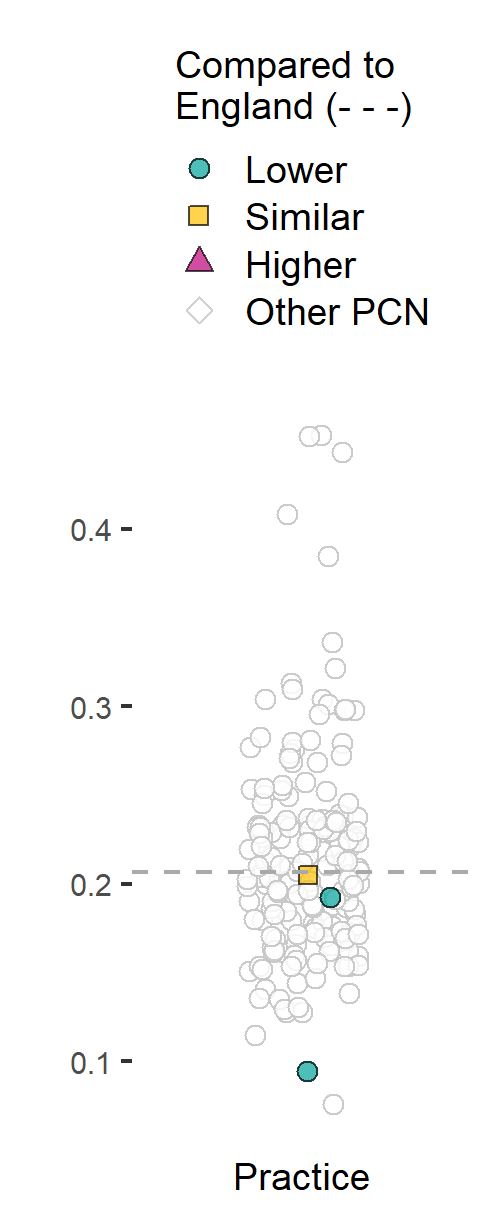 Compared to
England (- - -)
Lower
Similar
Higher
Other PCN
0.4
0.3
0.2
0.1
Practice